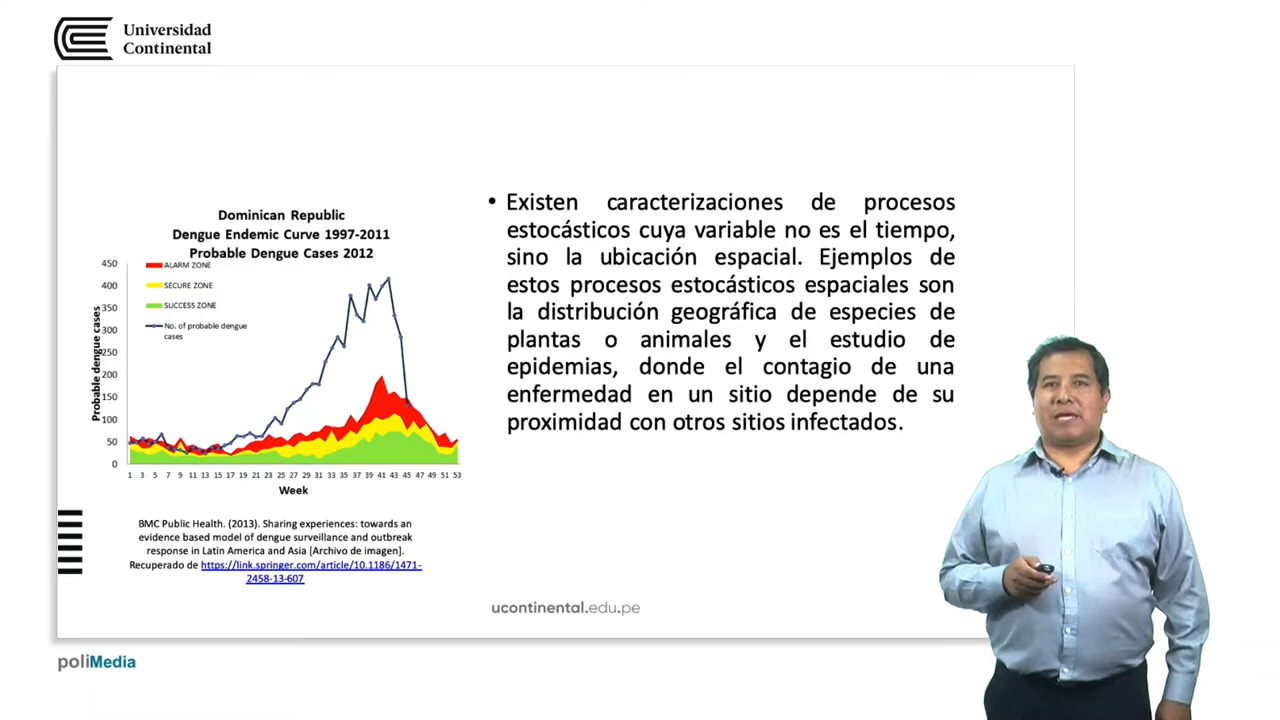 Universidad
Continental
Dominican Republic
Dengue Endemic Curve 1997-2011
Probable Dengue Cases 2012
450
400
350
300
250
200
150
100
50
0
Probable dengue cases
ALARM ZONE
SECURE ZONE
SUCCESS ZONE
No. of probable dengue
cases
1 3 5 7 9 11 13 15 17 19 21 23 25 27 29 31 33 35 37 39 41 43 45 47 49 51 53
Week
BMC Public Health. (2013). Sharing experiences: towards an
evidence based model of dengue surveillance and outbreak
response in Latin America and Asia [Archivo de imagen].
Recuperado de https://link.springer.com/article/10.1186/1471-
2458-13-607
• Existen caracterizaciones de procesos
estocásticos cuya variable no es el tiempo,
sino la ubicación espacial. Ejemplos de
estos procesos estocásticos espaciales son
la distribución geográfica de especies de
plantas o animales y el estudio de
epidemias, donde el contagio de una
enfermedad en un sitio depende de su
proximidad con otros sitios infectados.
ucontinental.edu.pe
poliMedia